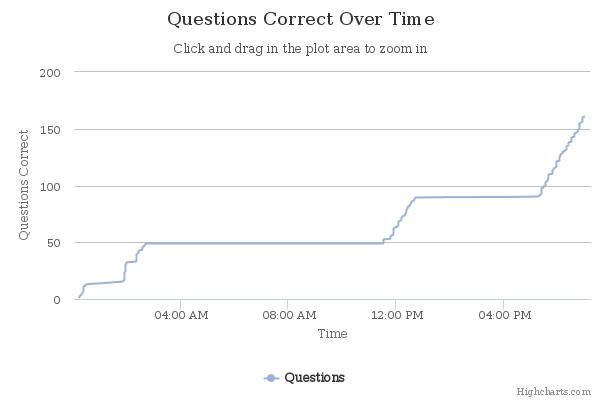 Questions Correct Over Time
Click and drag in the plot area to zoom in
Questions Correct
200
150
100
50
0
04:00 AM
08:00 AM
12:00 PM
04:00 PM
Time
Questions
Highcharts.com